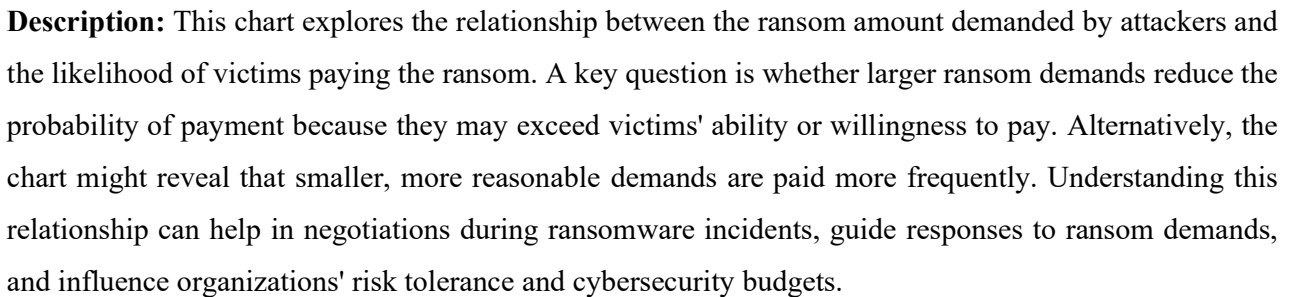 Description: This chart explores the relationship between the ransom amount demanded by attackers and
the likelihood of victims paying the ransom. A key question is whether larger ransom demands reduce the
probability of payment because they may exceed victims' ability or willingness to pay. Alternatively, the
chart might reveal that smaller, more reasonable demands are paid more frequently. Understanding this
relationship can help in negotiations during ransomware incidents, guide responses to ransom demands,
and influence organizations' risk tolerance and cybersecurity budgets.